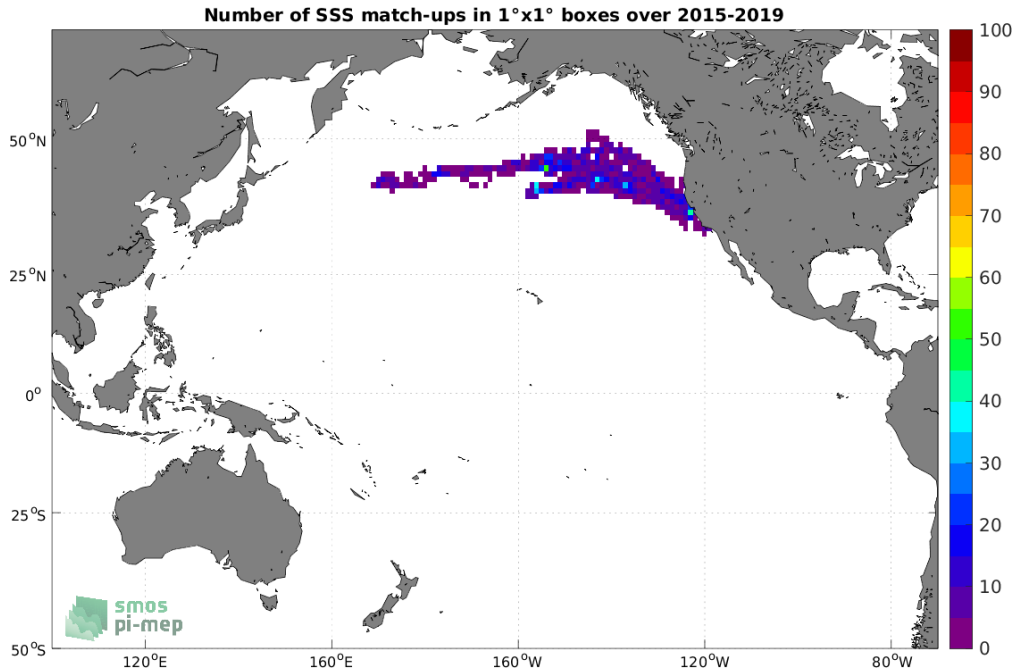 Number of SSS match-ups in 1°x1° boxes over 2015-2019
50°N
25°N
0°
25°S
50°S
120°E
160°E
160°W
120°W
80°W
100
90
80
70
60
50
40
30
20
10
0
smos
pi-mep